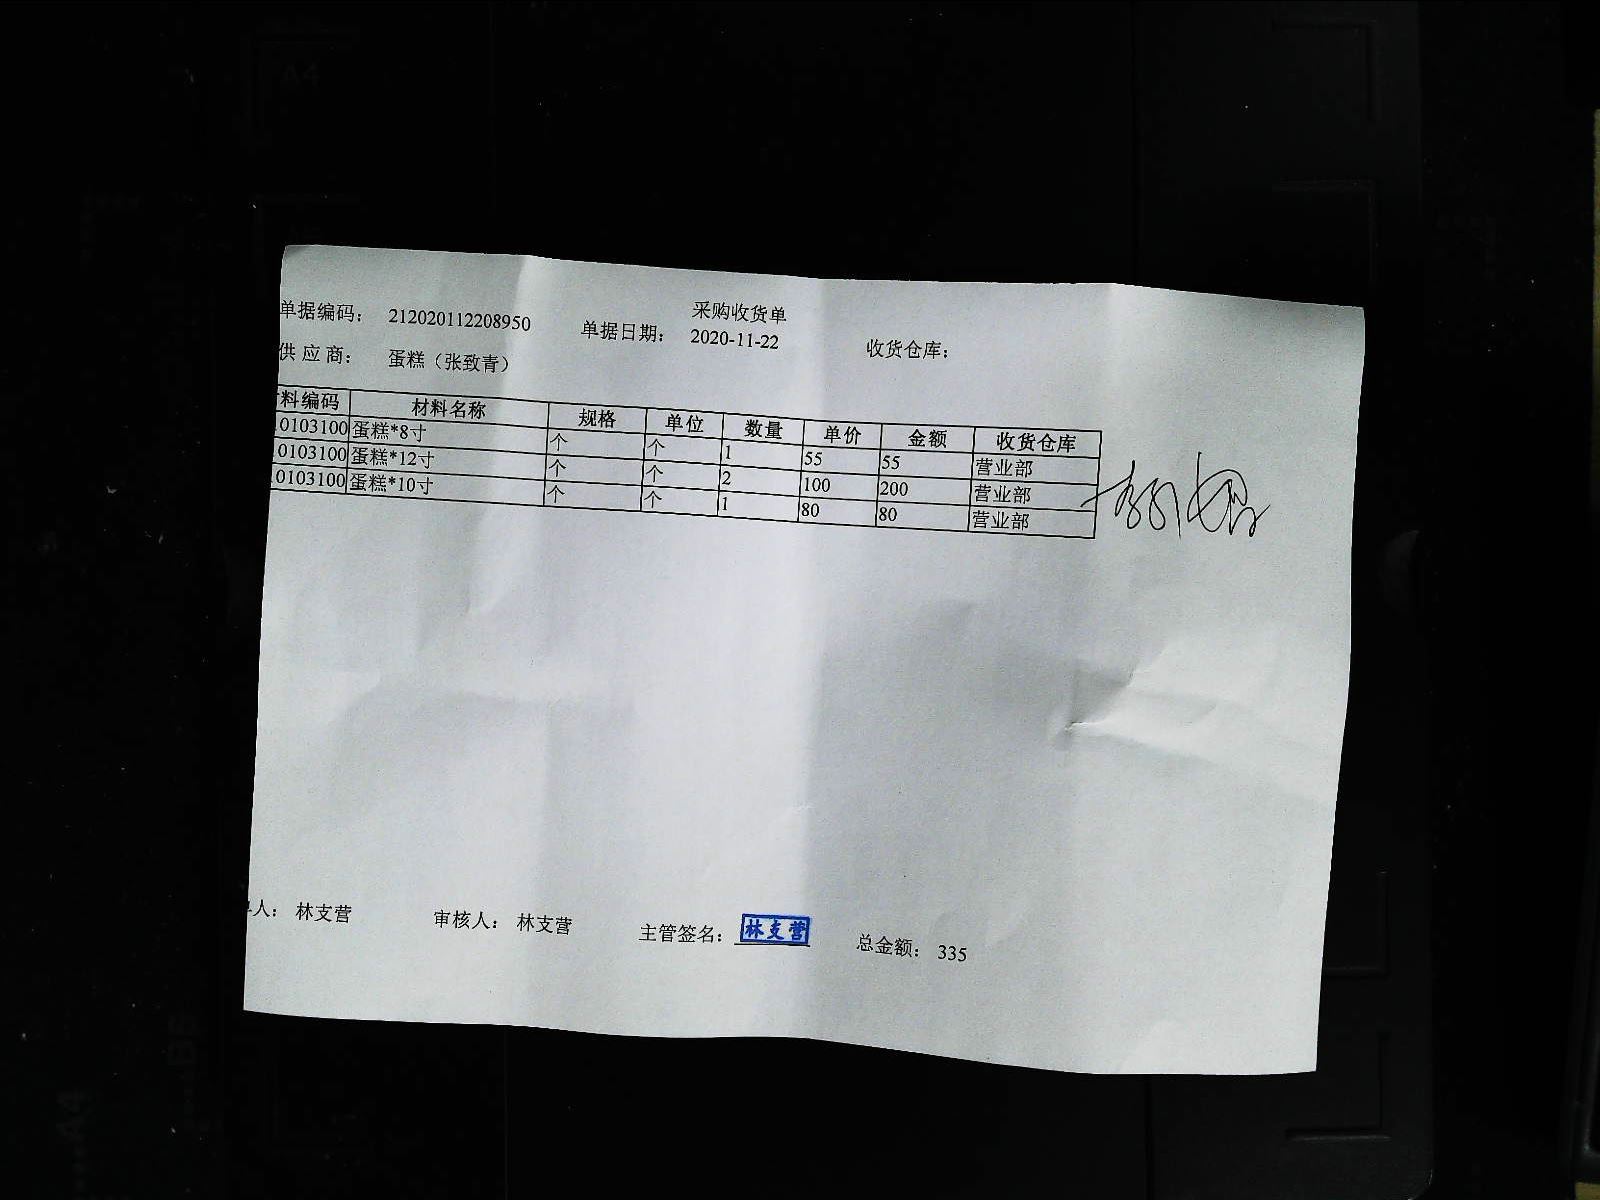 采购收货单
单据编码： 212020112208950 单据日期： 2020-11-22 收货仓库：
供应商： 蛋糕（张致青）
料编码 材料名称 规格 单位 数量 单价 金额 收货仓库
0103100 蛋糕*8寸 个 个 1 55 55 营业部
0103100 蛋糕*12寸 个 个 2 100 200 营业部
0103100 蛋糕*10寸 个 个 1 80 80 营业部
人： 林支营 审核人： 林支营 主管签名： 林支营 总金额： 335